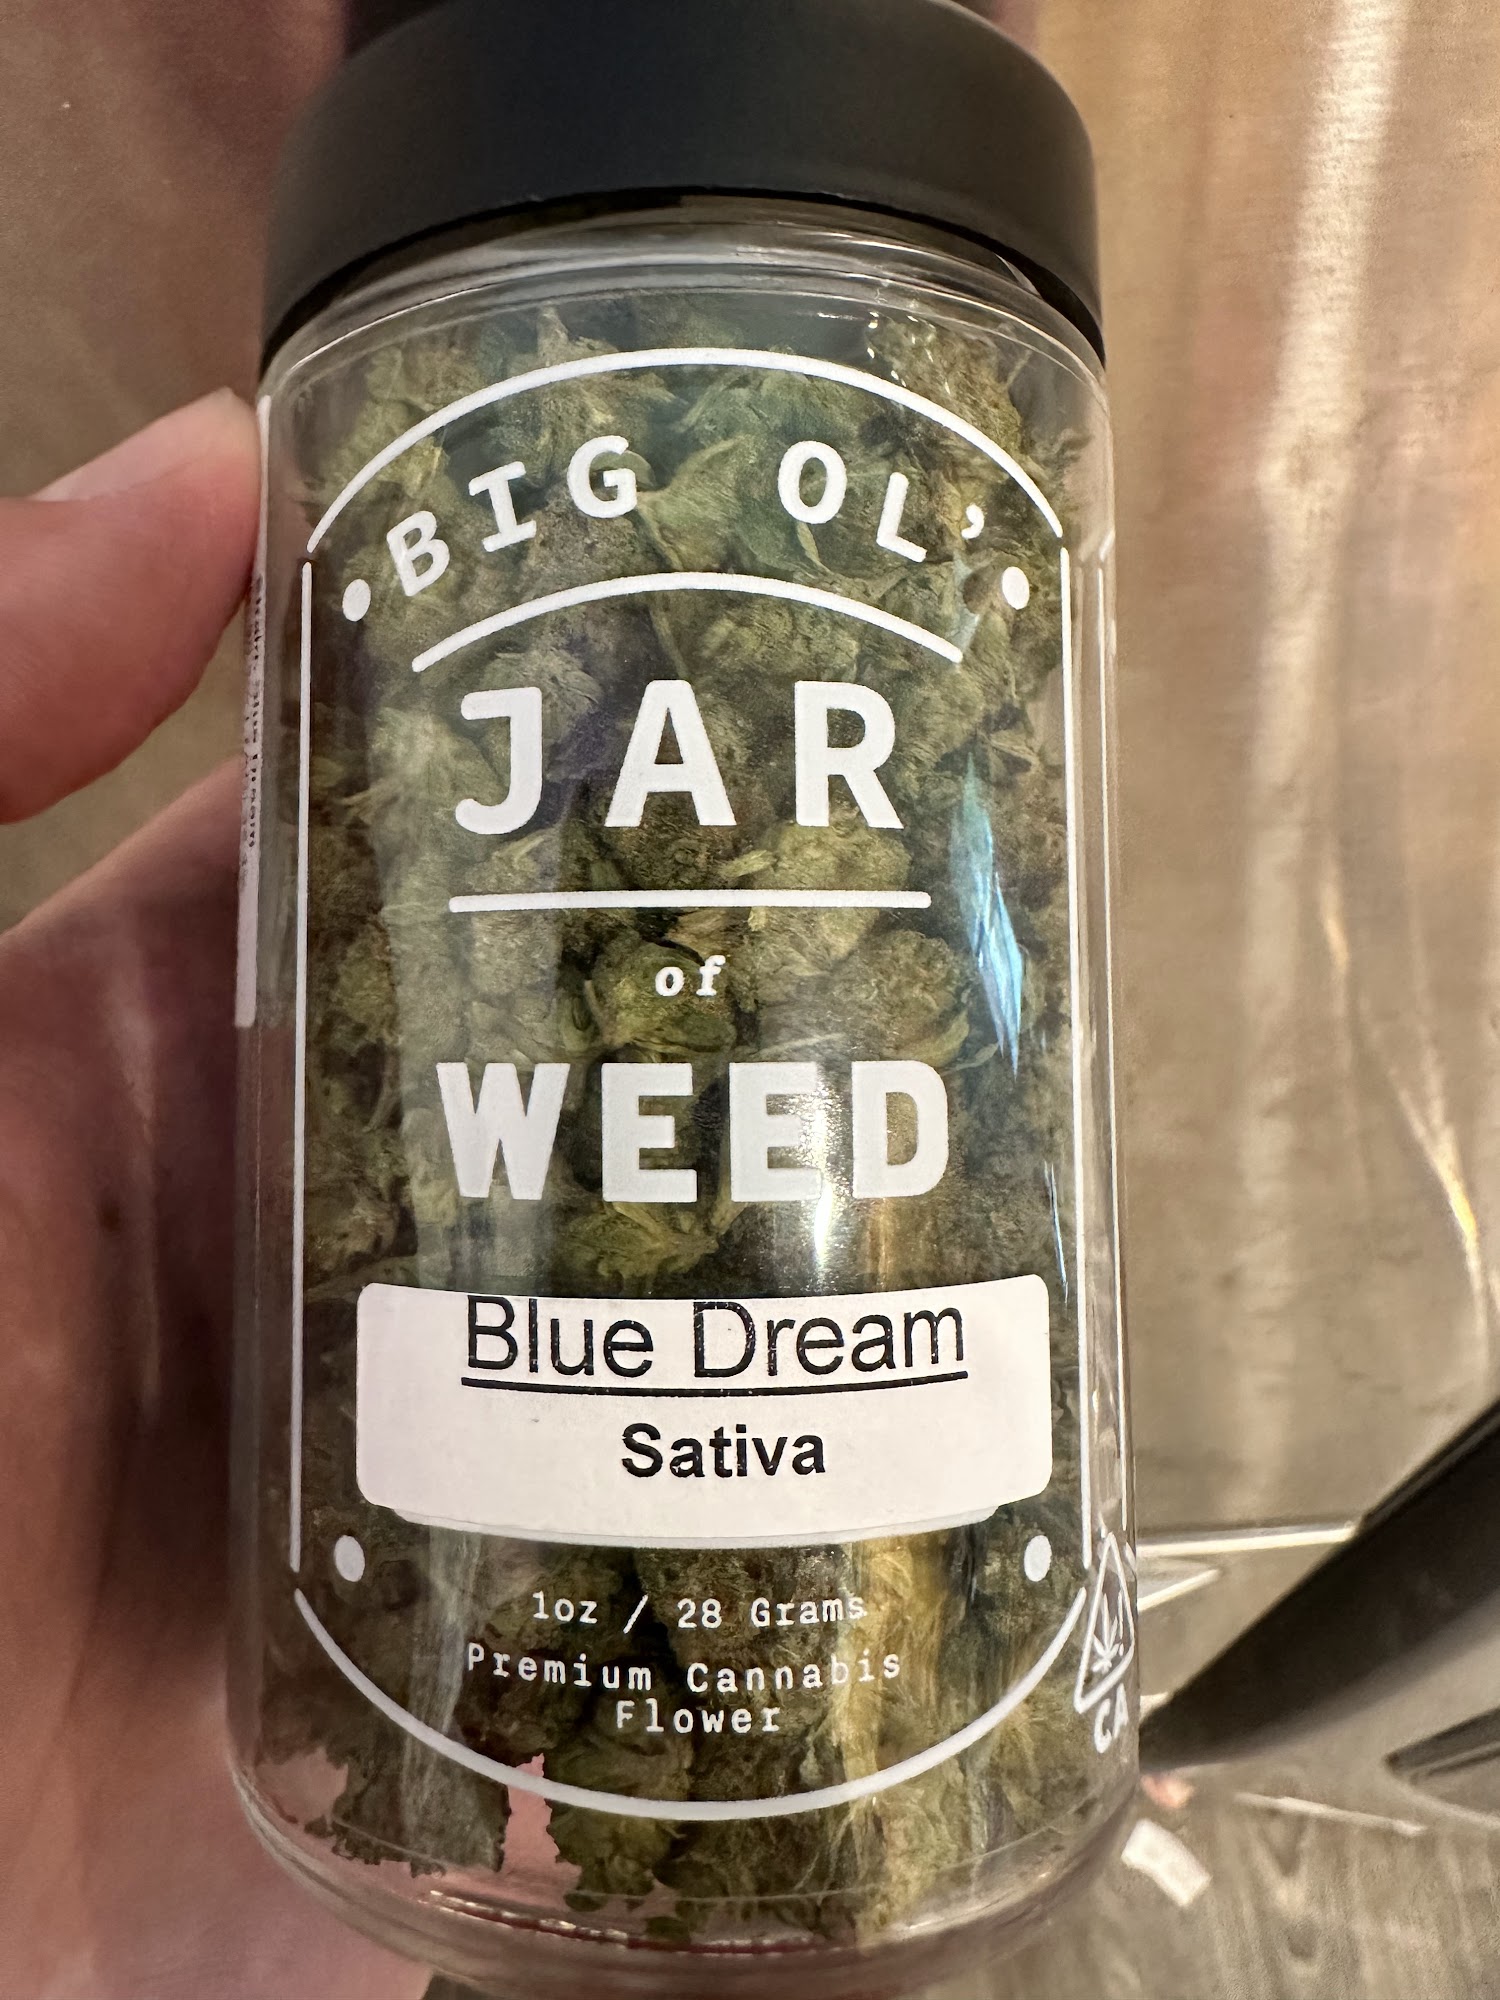 BIG OL'
JAR
of
WEED
Blue Dream
Sativa
1oz / 28 Grams
Premium Cannabis
Flower
CA